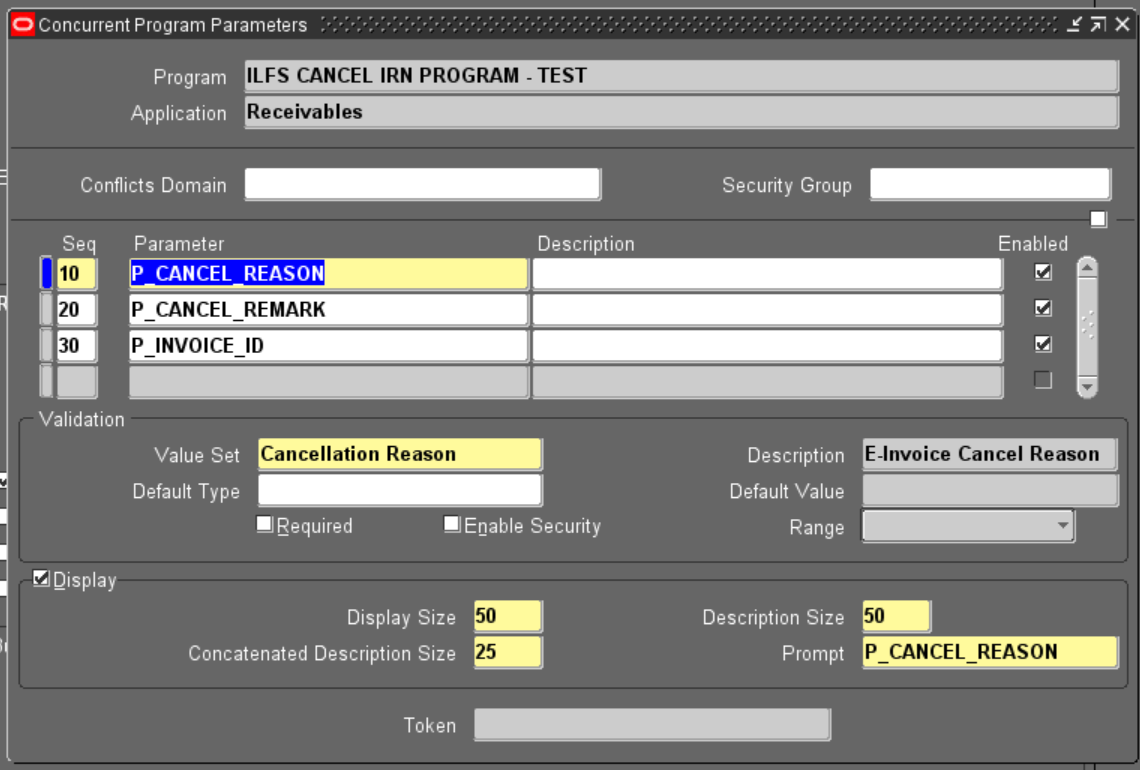 Concurrent Program Parameters
Program ILFS CANCEL IRN PROGRAM - TEST
Application Receivables
Conflicts Domain Security Group
Seq Parameter Description Enabled
10 P_CANCEL_REASON
20 P_CANCEL_REMARK
30 P_INVOICE_ID
Validation
Value Set Cancellation Reason Description E-Invoice Cancel Reason
Default Type Default Value
Required Enable Security Range
Display
Display Size 50 Description Size 50
Concatenated Description Size 25 Prompt P_CANCEL_REASON
Token